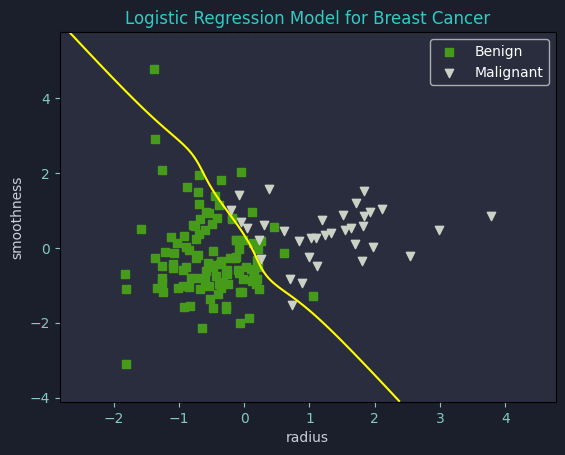 Logistic Regression Model for Breast Cancer
Benign
Malignant
smoothness
4
2
0
−2
−4
−2
−1
0
1
2
3
4
radius